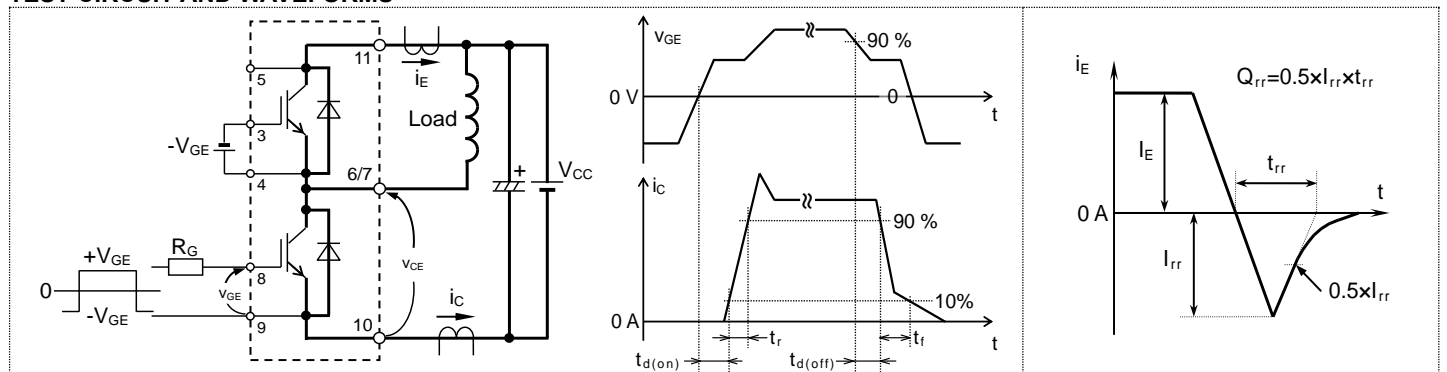 TEST CIRCUIT AND WAVEFORMS
11
5
i_E
3
-V_GE
4
Load
6/7
+
V_CC
R_G
+V_GE
0
-V_GE
v_GE
8
9
v_CE
10
i_C
v_GE
90 %
0 V
0
t
i_C
90 %
10%
0 A
t_r
t_f
t
t_d(on)
t_d(off)
i_E
Q_rr=0.5×I_rr×t_rr
I_E
t_rr
t
0 A
I_rr
0.5×I_rr